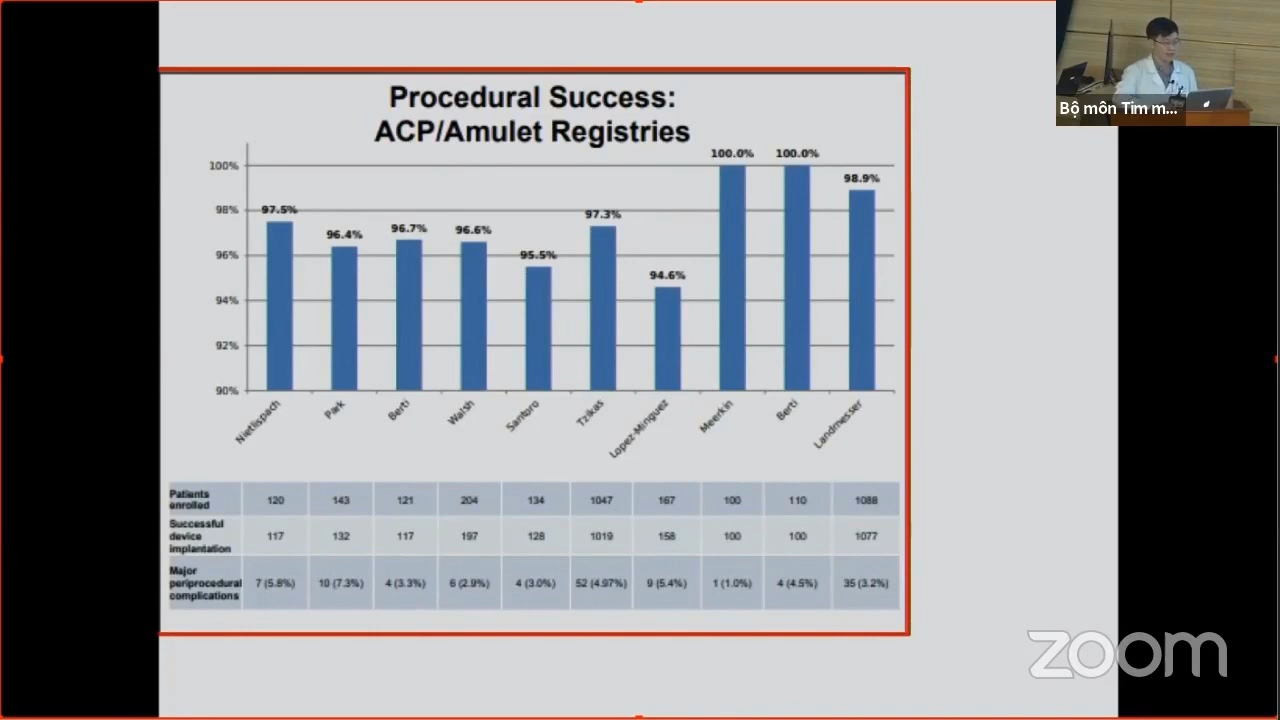 Bộ môn Tim m...
Procedural Success:
ACP/Amulet Registries
100%
98%
96%
94%
92%
90%
97.5%
96.4%
96.7%
96.6%
95.5%
97.3%
94.6%
100.0%
100.0%
98.9%
Nietlispach
Park
Berti
Walsh
Santoro
Tzikas
Lopez-Minguez
Meerkin
Berti
Landmesser
Patients enrolled 120 143 121 204 134 1047 167 100 110 1088
Successful device implantation 117 132 117 197 128 1019 158 100 100 1077
Major periprocedural complications 7 (5.8%) 10 (7.3%) 4 (3.3%) 6 (2.9%) 4 (3.0%) 52 (4.97%) 9 (5.4%) 1 (1.0%) 4 (4.5%) 35 (3.2%)
zoom